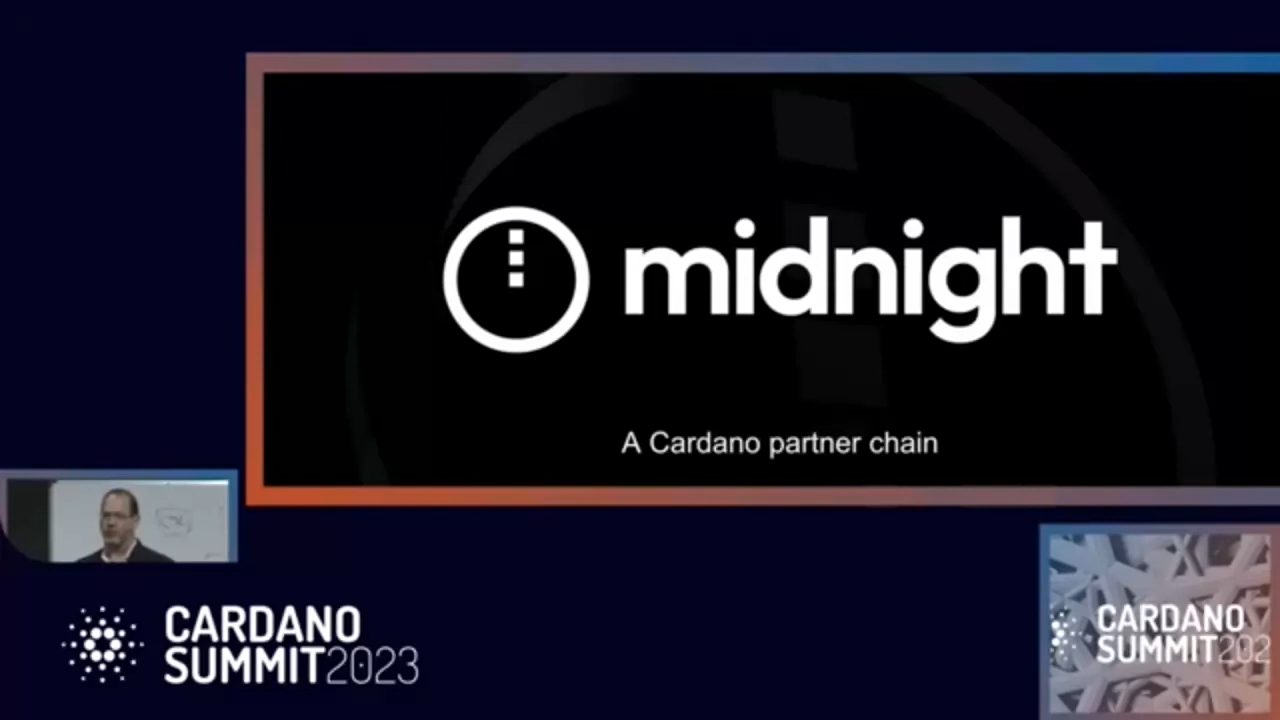 midnight
A Cardano partner chain
CARDANO
SUMMIT2023
CARDANO
SUMMIT202